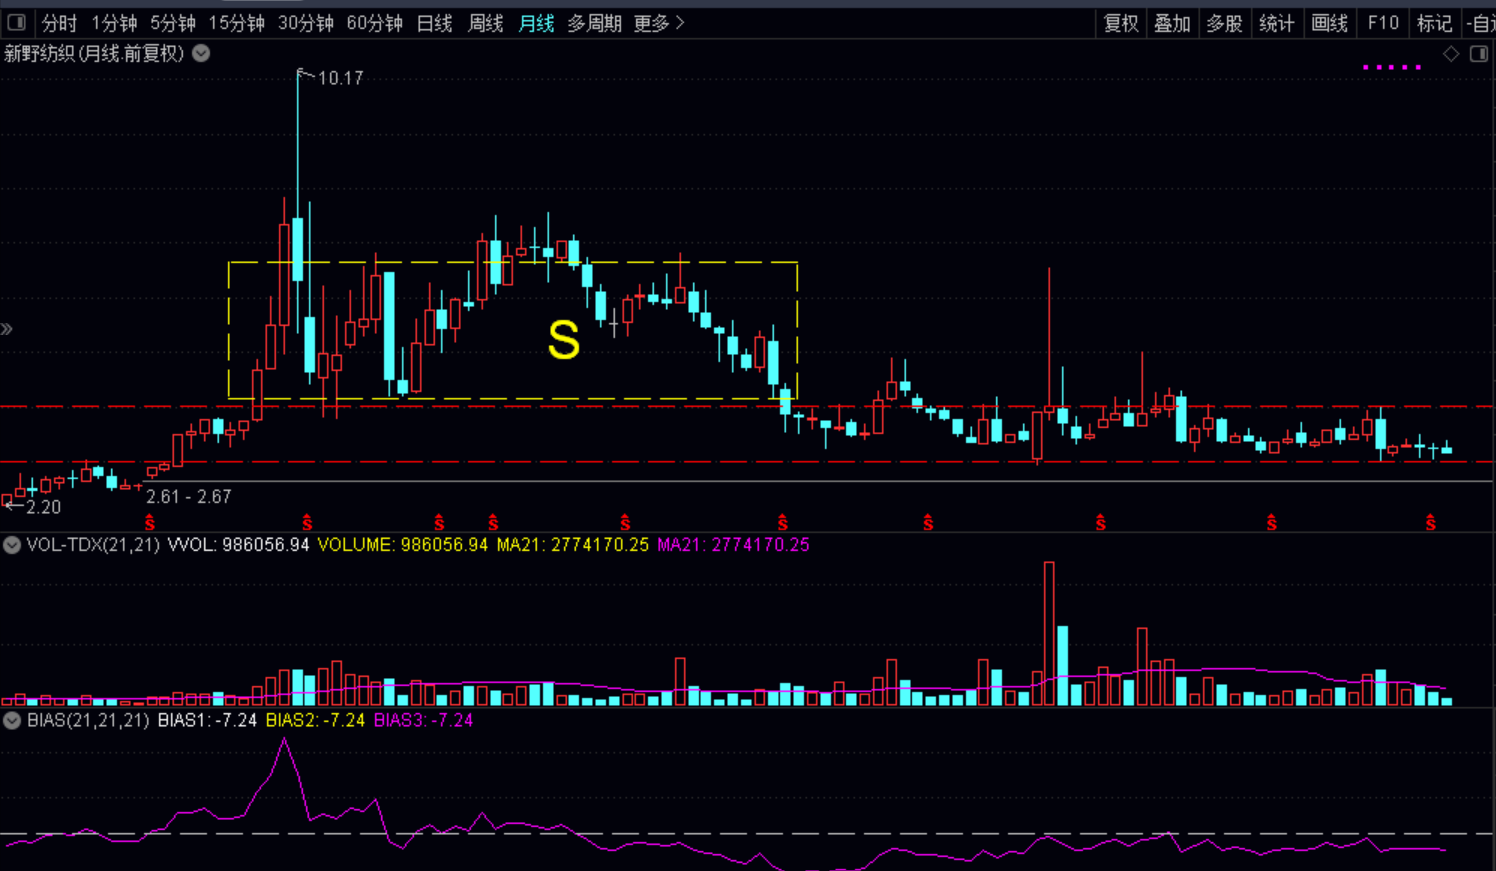 分时 1分钟 5分钟 15分钟 30分钟 60分钟 日线 周线 月线 多周期 更多 复权 叠加 多股 统计 画线 F10 标记 -自选
新野纺织(月线.前复权)
10.17
S
2.61 - 2.67
2.20
S S S S S S S S S S
VOL-TDX(21,21) VVOL: 986056.94 VOLUME: 986056.94 MA21: 2774170.25 MA21: 2774170.25
BIAS(21,21,21) BIAS1: -7.24 BIAS2: -7.24 BIAS3: -7.24